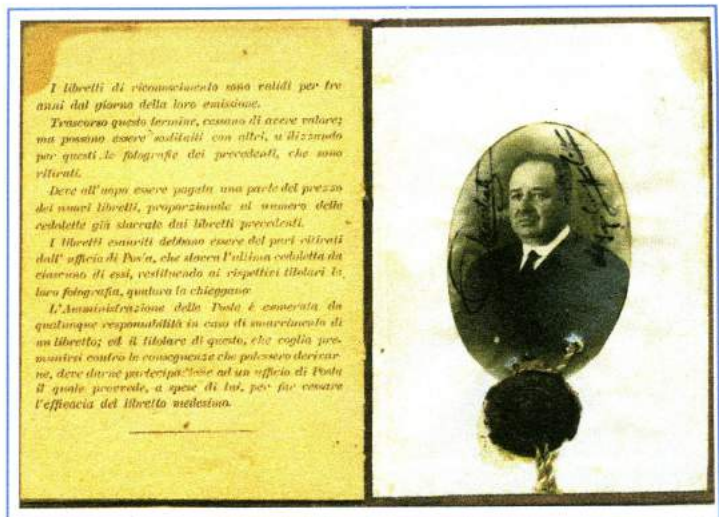 I libretti di riconoscimento sono validi per tre
anni dal giorno della loro emissione.
Trascorso questo termine, cessano di avere valore;
ma possono essere sostituiti con altri, utilizzando
per questi le fotografie dei precedenti, che sono
ritirati.
Deve all'uopo essere pagata una parte del prezzo
dei nuovi libretti, proporzionale al numero delle
cedolette già staccate dai libretti precedenti.
I libretti esauriti debbono essere del pari ritirati
dall' ufficio di Posta, che stacca l'ultima cedoletta da
ciascuno di essi, restituendo ai rispettivi titolari la
loro fotografia, qualora la chieggano.
L'Amministrazione delle Poste è esonerata da
qualunque responsabilità in caso di smarrimento di
un libretto; ed il titolare di questo, che voglia pre-
munirsi contro le conseguenze che potessero derivar-
ne, deve darne partecipazione ad un ufficio di Posta
il quale provvede, a spese di lui, per far cessare
l'efficacia del libretto medesimo.